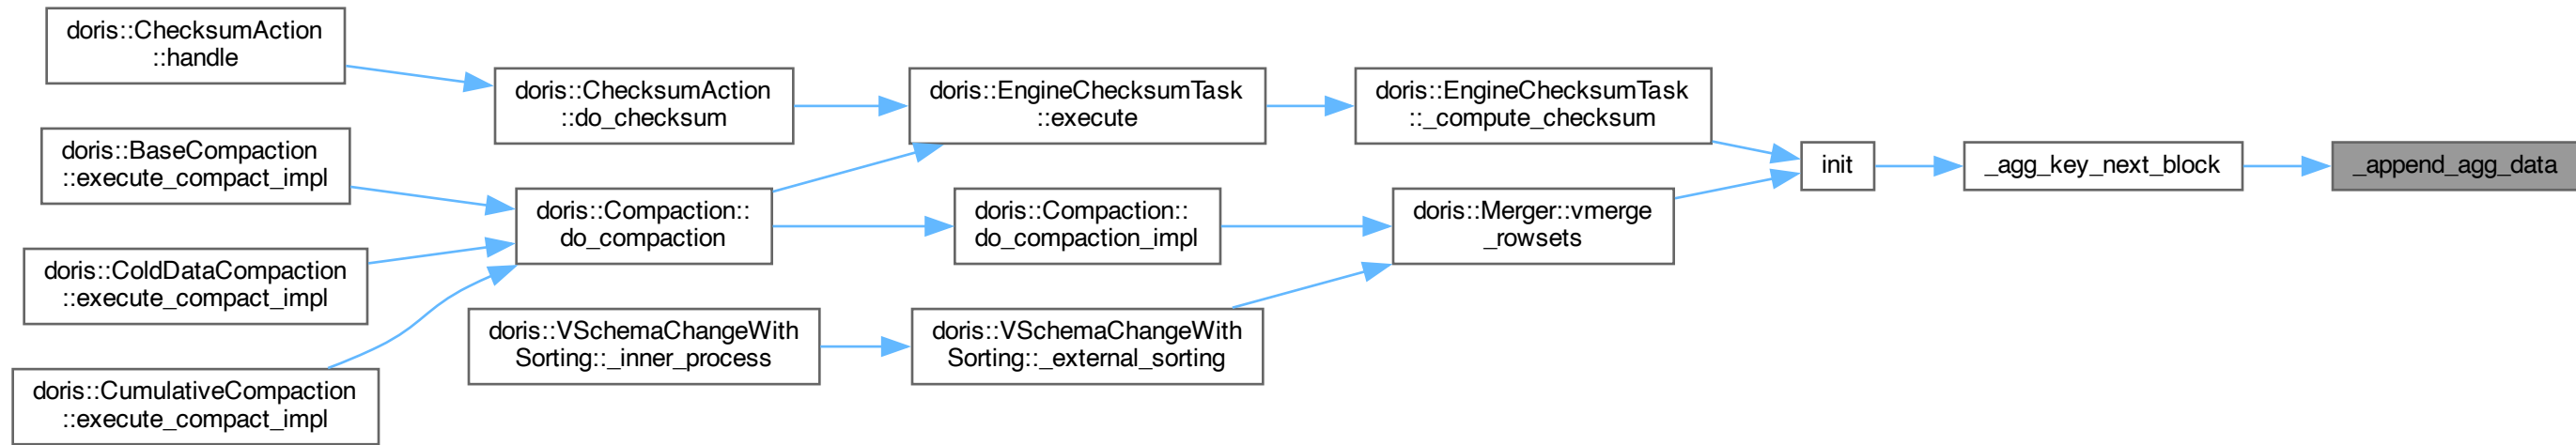 doris::ChecksumAction
::handle
doris::BaseCompaction
::execute_compact_impl
doris::ColdDataCompaction
::execute_compact_impl
doris::CumulativeCompaction
::execute_compact_impl
doris::ChecksumAction
::do_checksum
doris::Compaction::
do_compaction
doris::VSchemaChangeWith
Sorting::_inner_process
doris::EngineChecksumTask
::execute
doris::Compaction::
do_compaction_impl
doris::VSchemaChangeWith
Sorting::_external_sorting
doris::EngineChecksumTask
::_compute_checksum
doris::Merger::vmerge
_rowsets
init
_agg_key_next_block
_append_agg_data